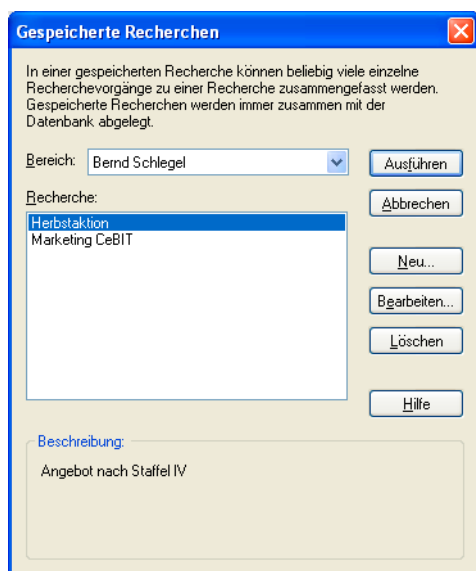 Gespeicherte Recherchen
In einer gespeicherten Recherche können beliebig viele einzelne
Recherchevorgänge zu einer Recherche zusammengefasst werden.
Gespeicherte Recherchen werden immer zusammen mit der
Datenbank abgelegt.
Bereich: Bernd Schlegel Ausführen
Recherche: Abbrechen
Herbstaktion
Marketing CeBIT
Neu...
Bearbeiten...
Löschen
Hilfe
Beschreibung:
Angebot nach Staffel IV